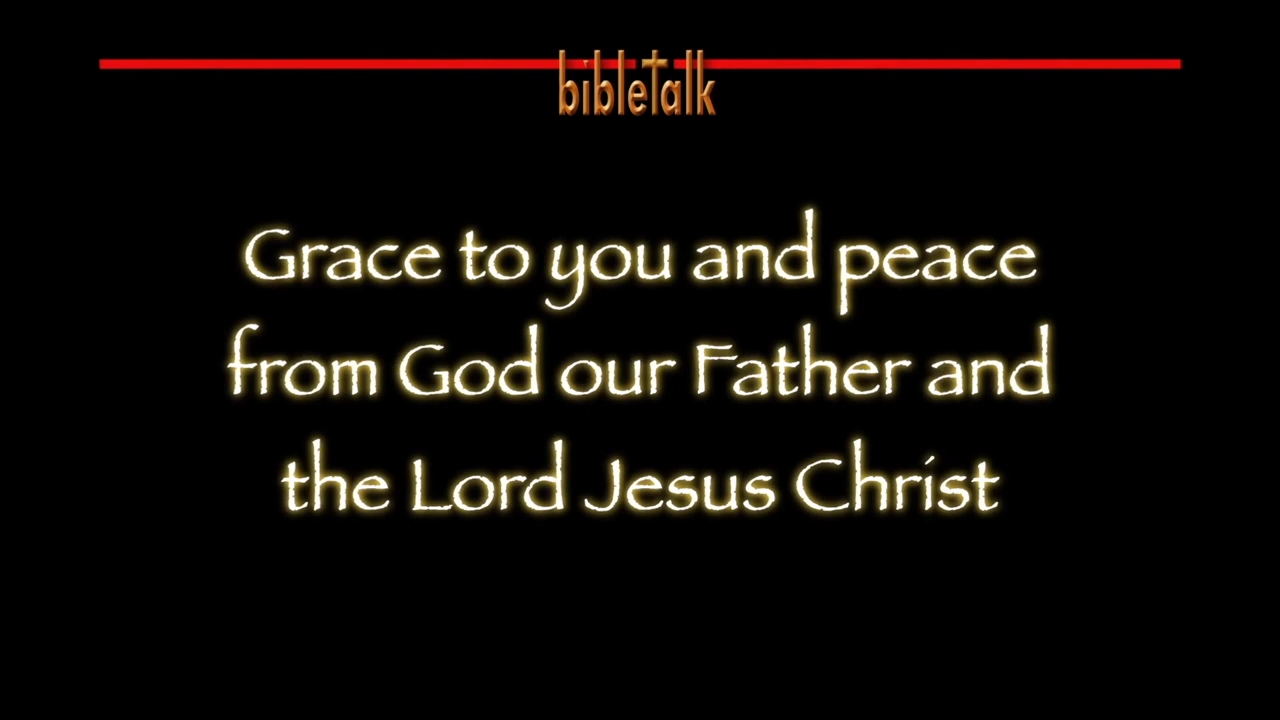 bibleTalk
Grace to you and peace
from God our Father and
the Lord Jesus Christ